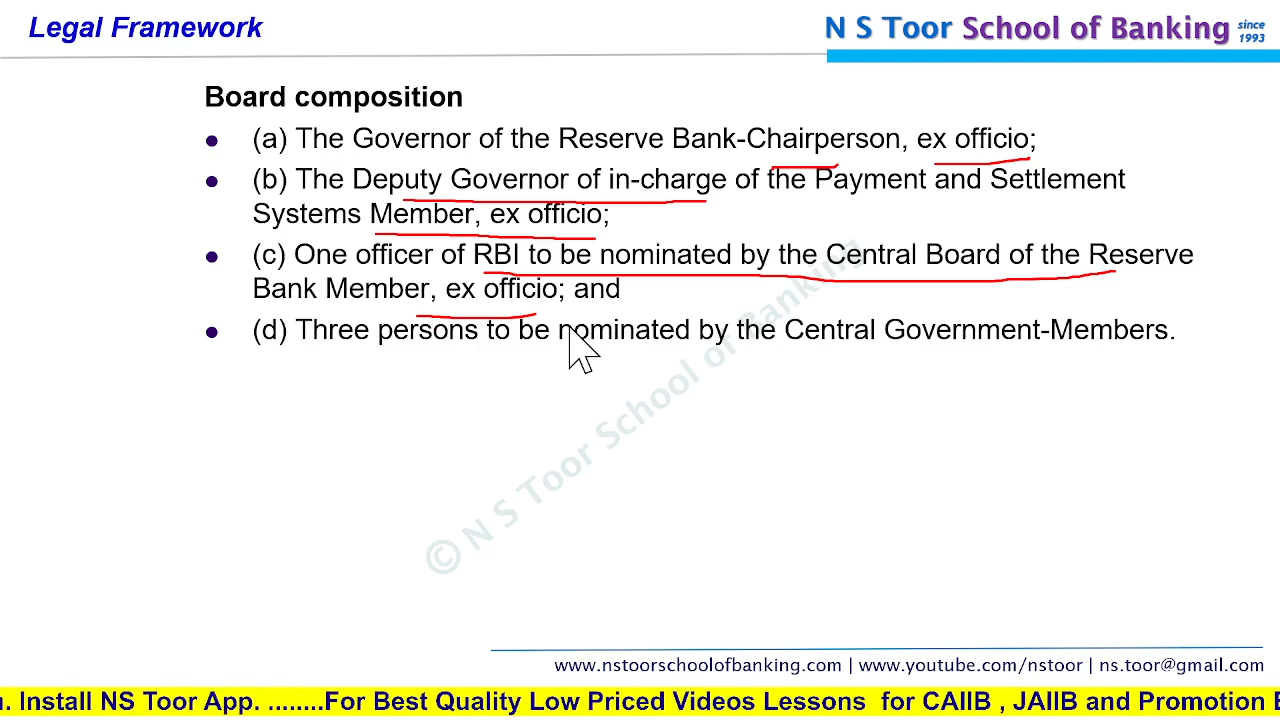 Legal Framework
N S Toor School of Banking since 1993
Board composition
● (a) The Governor of the Reserve Bank-Chairperson, ex officio;
● (b) The Deputy Governor of in-charge of the Payment and Settlement
Systems Member, ex officio;
● (c) One officer of RBI to be nominated by the Central Board of the Reserve
Bank Member, ex officio; and
● (d) Three persons to be nominated by the Central Government-Members.
© N S Toor School of Banking
www.nstoorschoolofbanking.com | www.youtube.com/nstoor | ns.toor@gmail.com
. Install NS Toor App. ........For Best Quality Low Priced Videos Lessons for CAIIB , JAIIB and Promotion